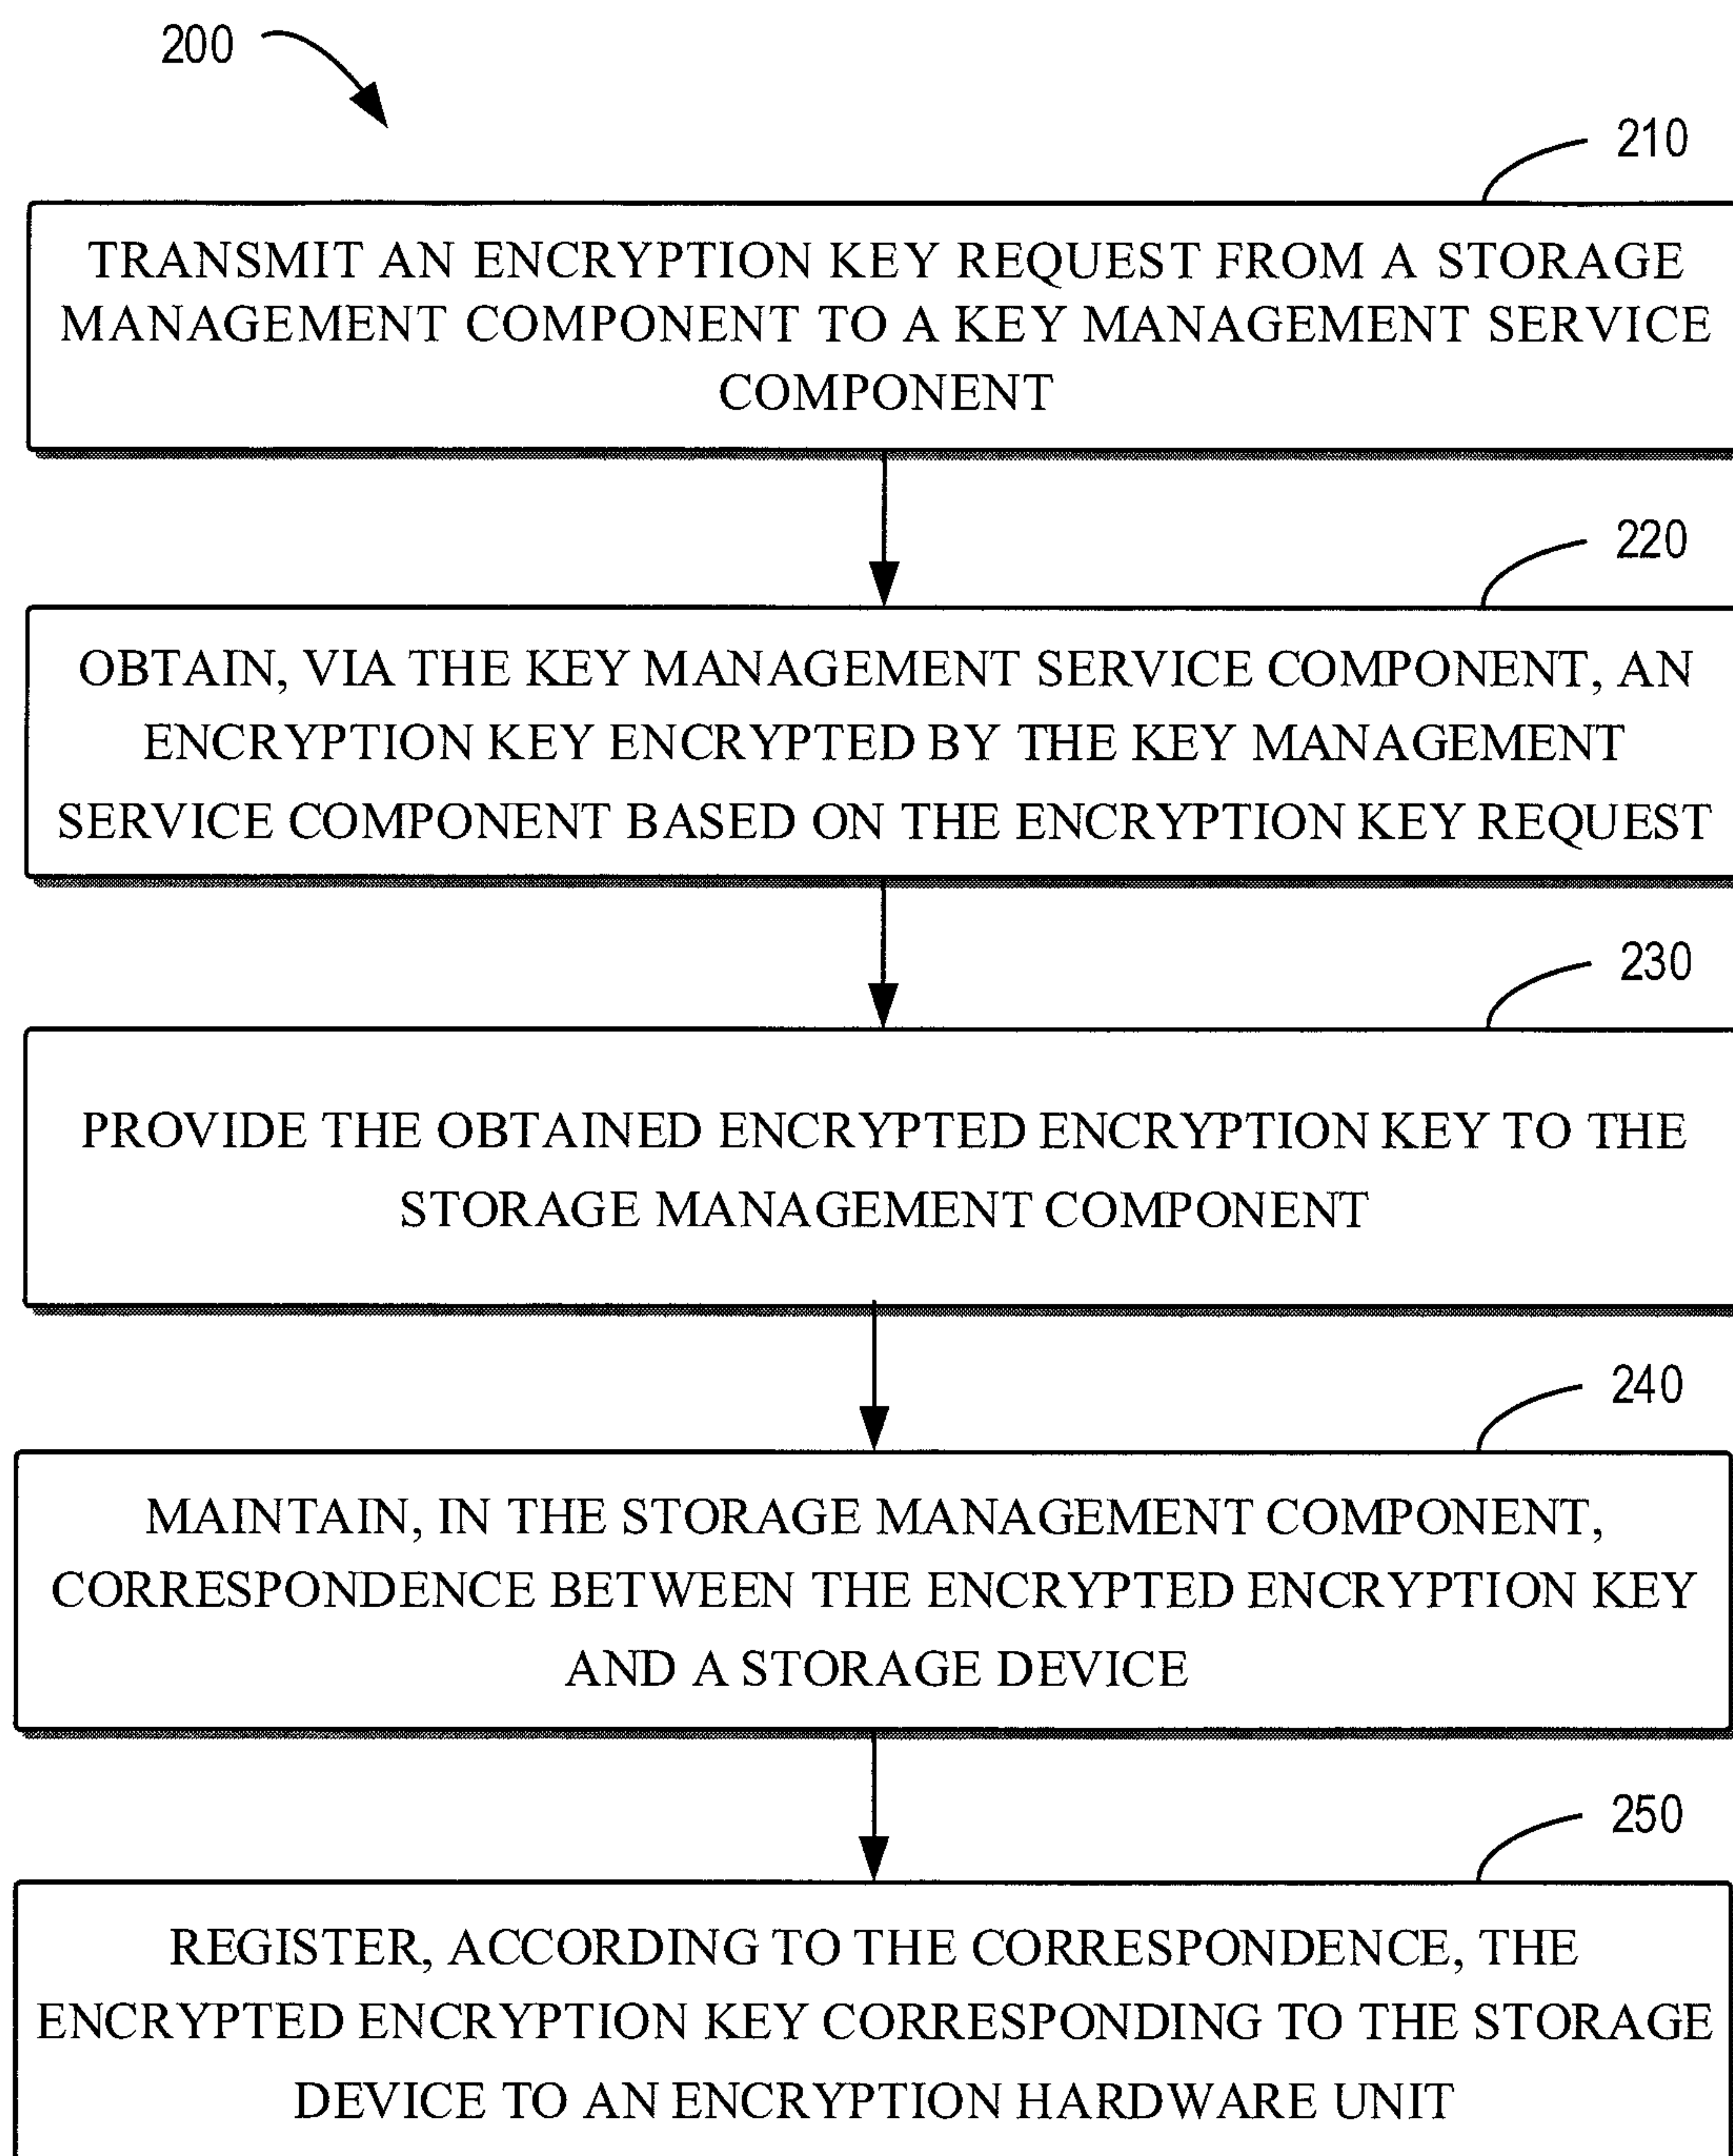 200
210
TRANSMIT AN ENCRYPTION KEY REQUEST FROM A STORAGE
MANAGEMENT COMPONENT TO A KEY MANAGEMENT SERVICE
COMPONENT
220
OBTAIN, VIA THE KEY MANAGEMENT SERVICE COMPONENT, AN
ENCRYPTION KEY ENCRYPTED BY THE KEY MANAGEMENT
SERVICE COMPONENT BASED ON THE ENCRYPTION KEY REQUEST
230
PROVIDE THE OBTAINED ENCRYPTED ENCRYPTION KEY TO THE
STORAGE MANAGEMENT COMPONENT
240
MAINTAIN, IN THE STORAGE MANAGEMENT COMPONENT,
CORRESPONDENCE BETWEEN THE ENCRYPTED ENCRYPTION KEY
AND A STORAGE DEVICE
250
REGISTER, ACCORDING TO THE CORRESPONDENCE, THE
ENCRYPTED ENCRYPTION KEY CORRESPONDING TO THE STORAGE
DEVICE TO AN ENCRYPTION HARDWARE UNIT